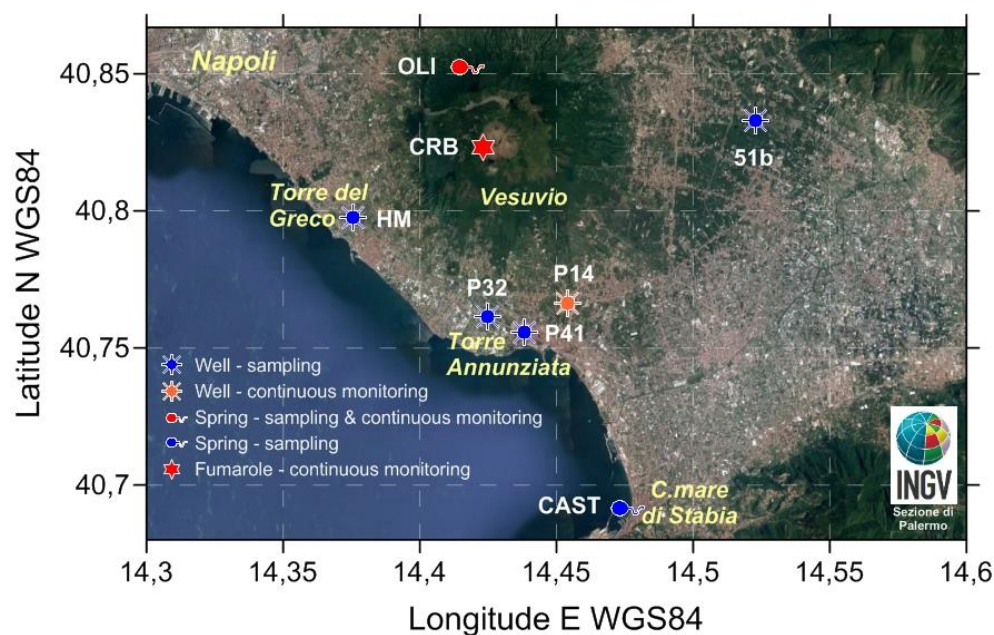 Napoli
OLI
CRB
51b
Vesuvio
Torre del
Greco
HM
P14
P32
P41
Torre
Annunziata
Well - sampling
Well - continuous monitoring
Spring - sampling & continuous monitoring
Spring - sampling
Fumarole - continuous monitoring
CAST
C.mare
di Stabia
INGV
Sezione di
Palermo
40,85
40,8
40,75
40,7
Latitude N WGS84
14,3
14,35
14,4
14,45
14,5
14,55
14,6
Longitude E WGS84